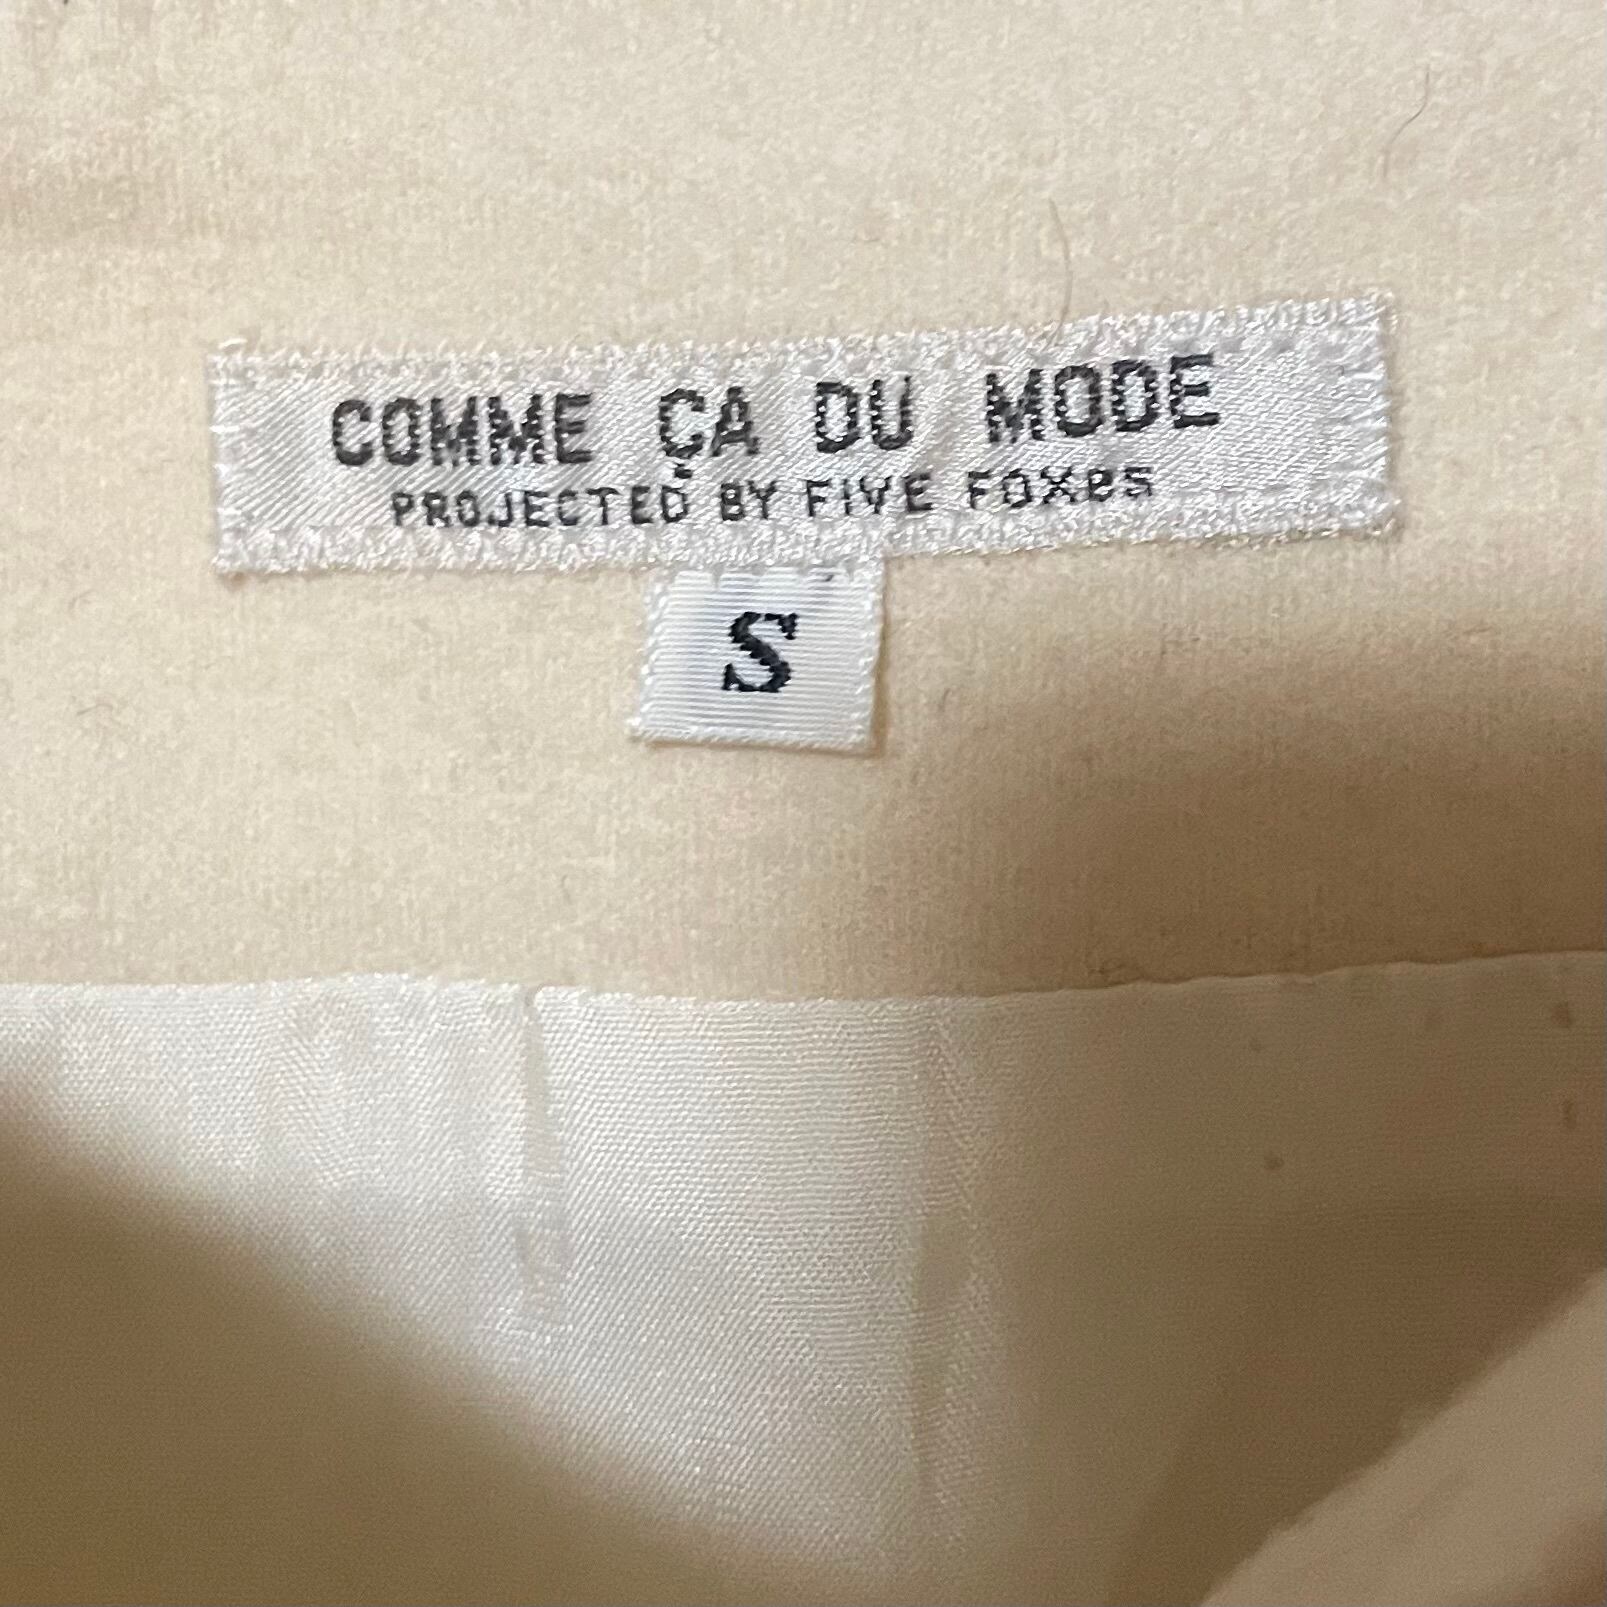 COMME ÇA DU MODE
PROJECTED BY FIVE FOXeS
S